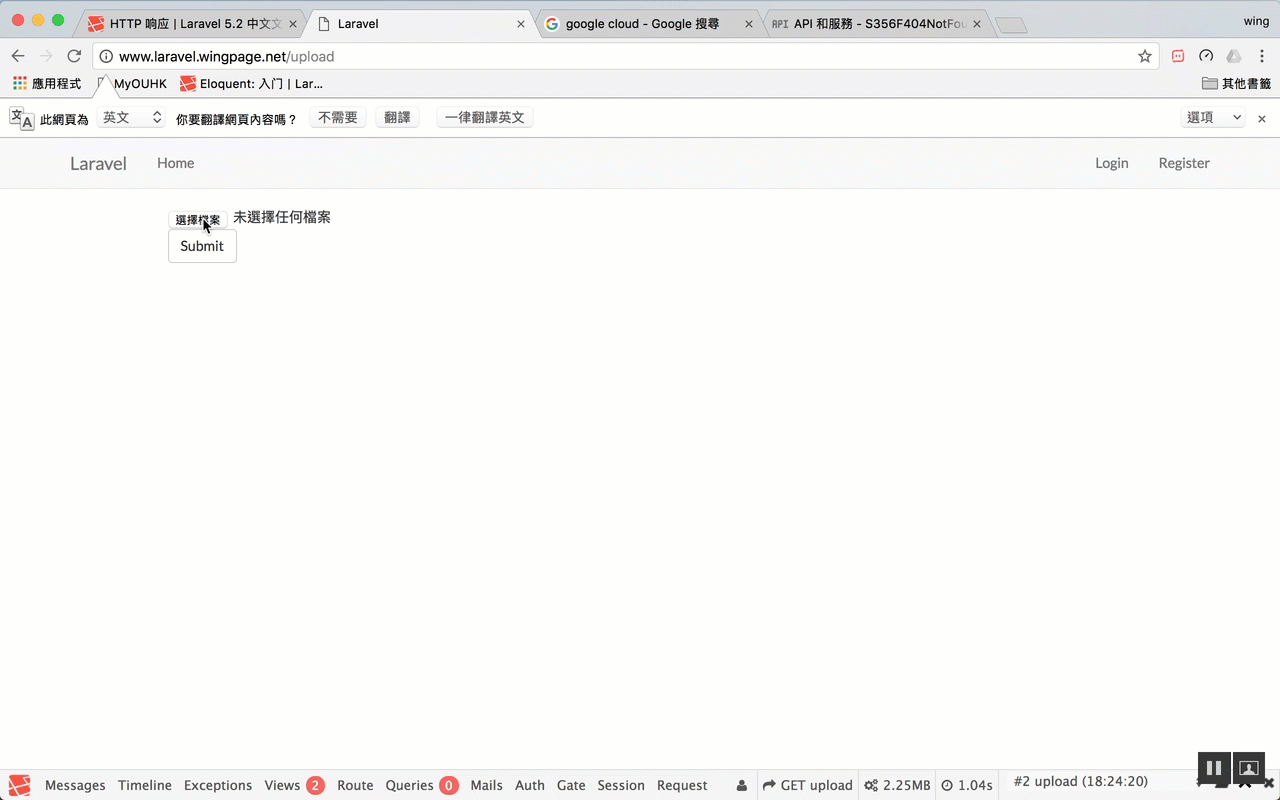 HTTP 响应 | Laravel 5.2 中文文
Laravel
google cloud - Google 搜尋
API API 和服務 - S356F404NotFou
wing
www.laravel.wingpage.net/upload
應用程式
MyOUHK
Eloquent: 入门 | Lar...
其他書籤
此網頁為 英文 你要翻譯網頁內容嗎？ 不需要 翻譯 一律翻譯英文 選項
Laravel Home Login Register
選擇檔案 未選擇任何檔案
Submit
Messages Timeline Exceptions Views 2 Route Queries 0 Mails Auth Gate Session Request GET upload 2.25MB 1.04s #2 upload (18:24:20)